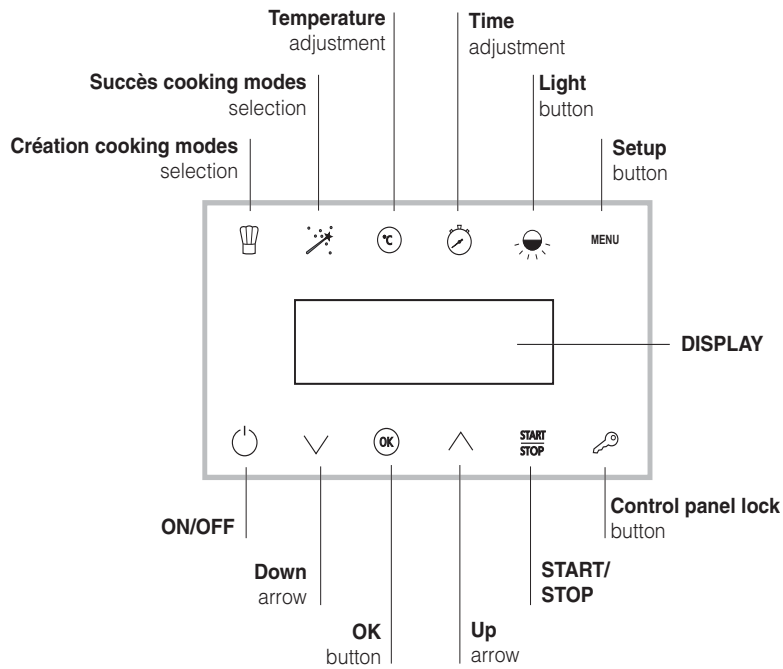 Temperature
adjustment
Time
adjustment
Succès cooking modes
selection
Light
button
Création cooking modes
selection
Setup
button
°C
MENU
DISPLAY
OK
START
STOP
ON/OFF
Control panel lock
button
Down
arrow
START/
STOP
OK
button
Up
arrow